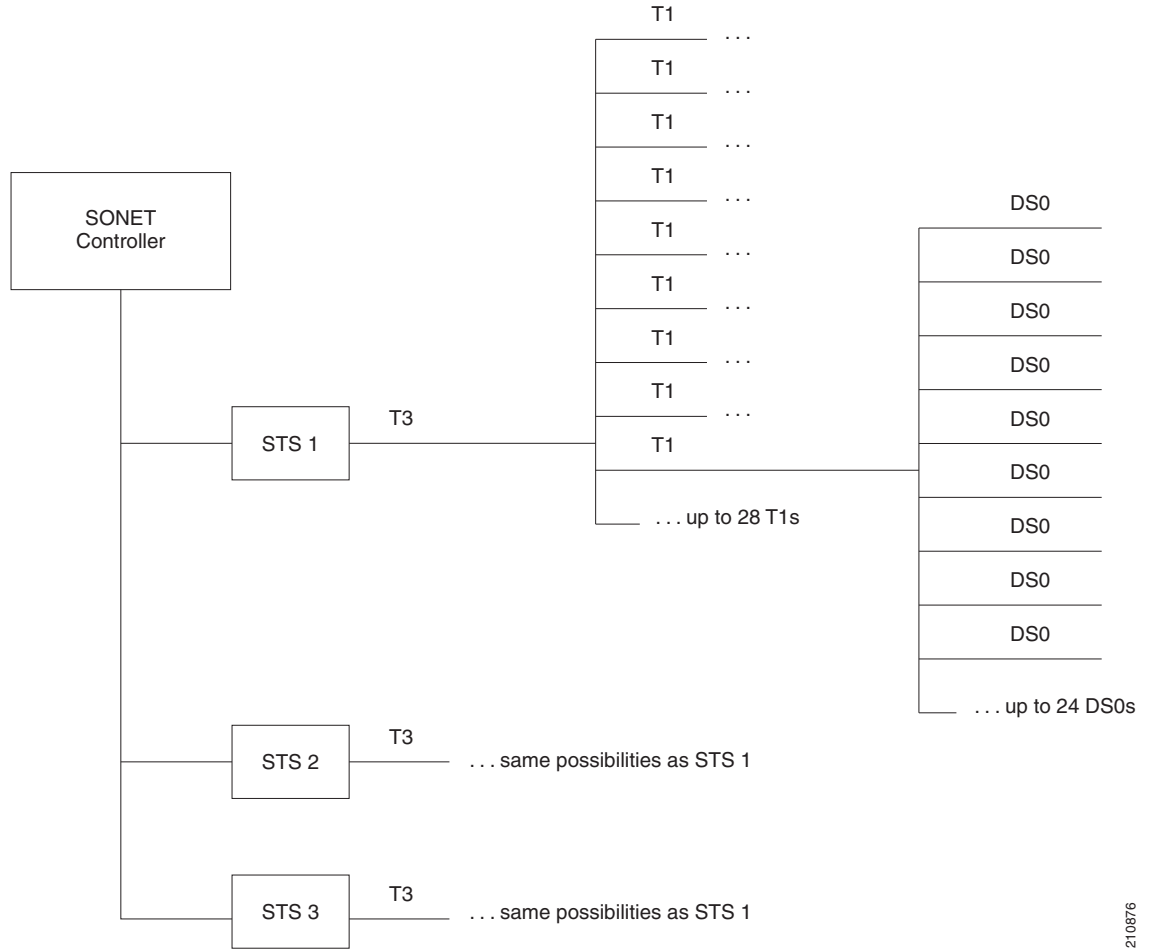 T1
. . .
T1
. . .
T1
. . .
T1
. . .
T1
. . .
T1
. . .
T1
. . .
T1
. . .
T1
. . . up to 28 T1s
SONET
Controller
STS 1
T3
DS0
DS0
DS0
DS0
DS0
DS0
DS0
DS0
DS0
. . . up to 24 DS0s
STS 2
T3
. . . same possibilities as STS 1
STS 3
T3
. . . same possibilities as STS 1
210876